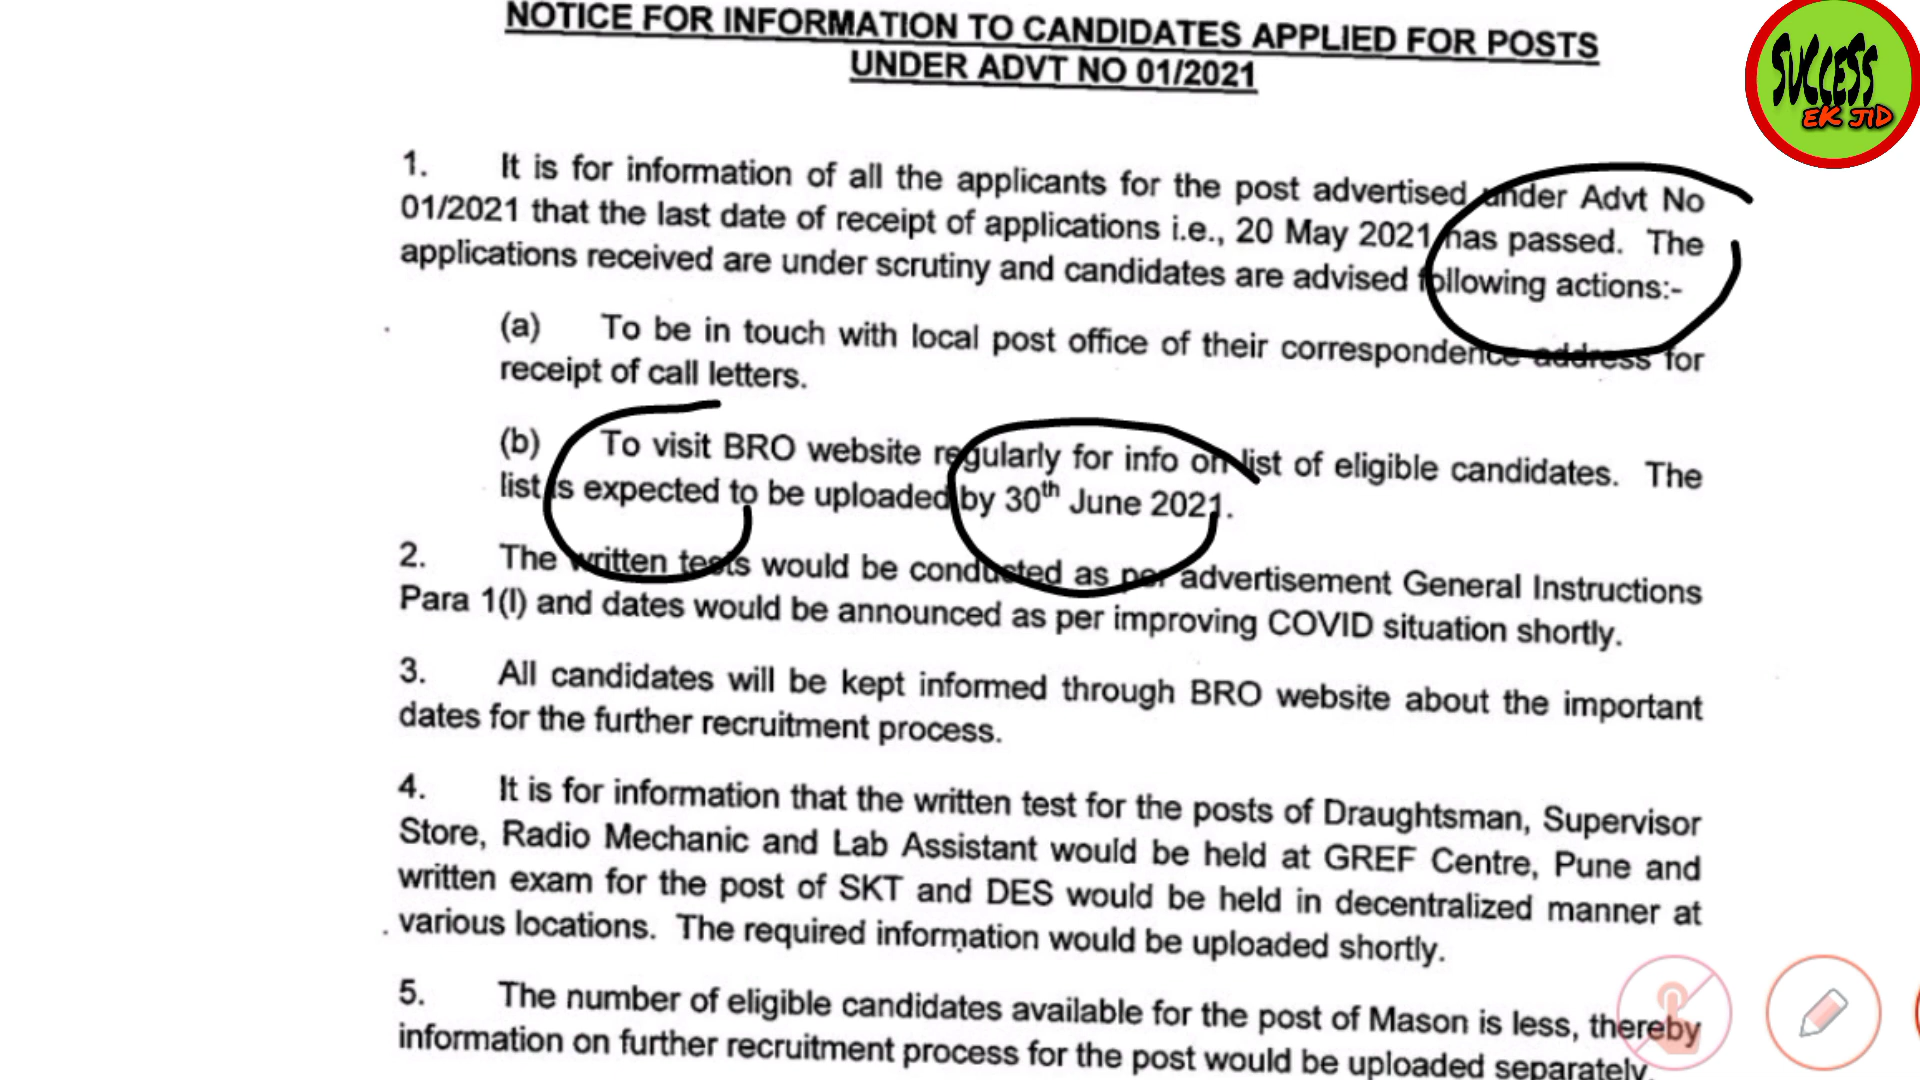 NOTICE FOR INFORMATION TO CANDIDATES APPLIED FOR POSTS
UNDER ADVT NO 01/2021
SUCCESS
EK JID
1. It is for information of all the applicants for the post advertised under Advt No
01/2021 that the last date of receipt of applications i.e., 20 May 2021 has passed. The
applications received are under scrutiny and candidates are advised following actions:-
(a) To be in touch with local post office of their correspondence address for
receipt of call letters.
(b) To visit BRO website regularly for info on list of eligible candidates. The
list is expected to be uploaded by 30th June 2021.
2. The written tests would be conducted as per advertisement General Instructions
Para 1(l) and dates would be announced as per improving COVID situation shortly.
3. All candidates will be kept informed through BRO website about the important
dates for the further recruitment process.
4. It is for information that the written test for the posts of Draughtsman, Supervisor
Store, Radio Mechanic and Lab Assistant would be held at GREF Centre, Pune and
written exam for the post of SKT and DES would be held in decentralized manner at
various locations. The required information would be uploaded shortly.
5. The number of eligible candidates available for the post of Mason is less, thereby
information on further recruitment process for the post would be uploaded separately.